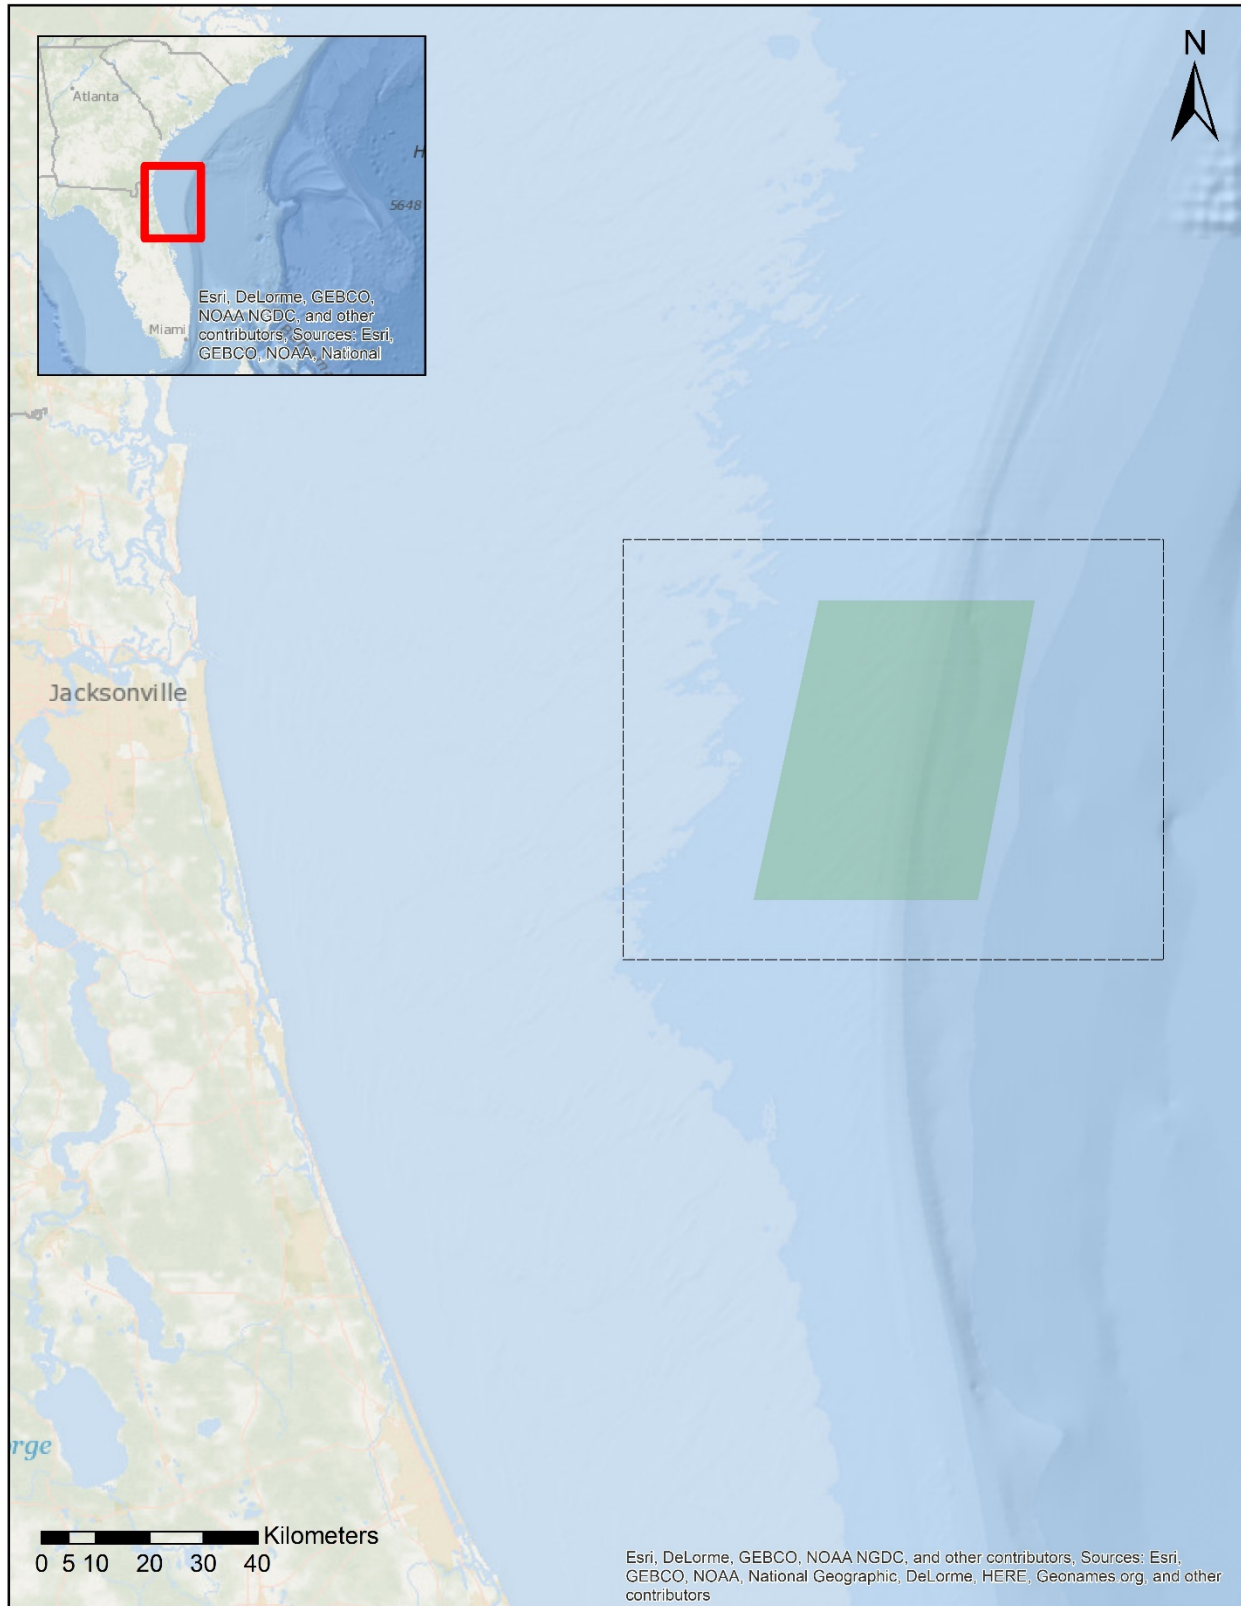 N
Atlanta
H
5648
Esri, DeLorme, GEBCO,
NOAA NGDC, and other
contributors, Sources: Esri,
GEBCO, NOAA, National
Miami
Jacksonville
rge
Kilometers
0 5 10 20 30 40
Esri, DeLorme, GEBCO, NOAA NGDC, and other contributors, Sources: Esri,
GEBCO, NOAA, National Geographic, DeLorme, HERE, Geonames.org, and other
contributors